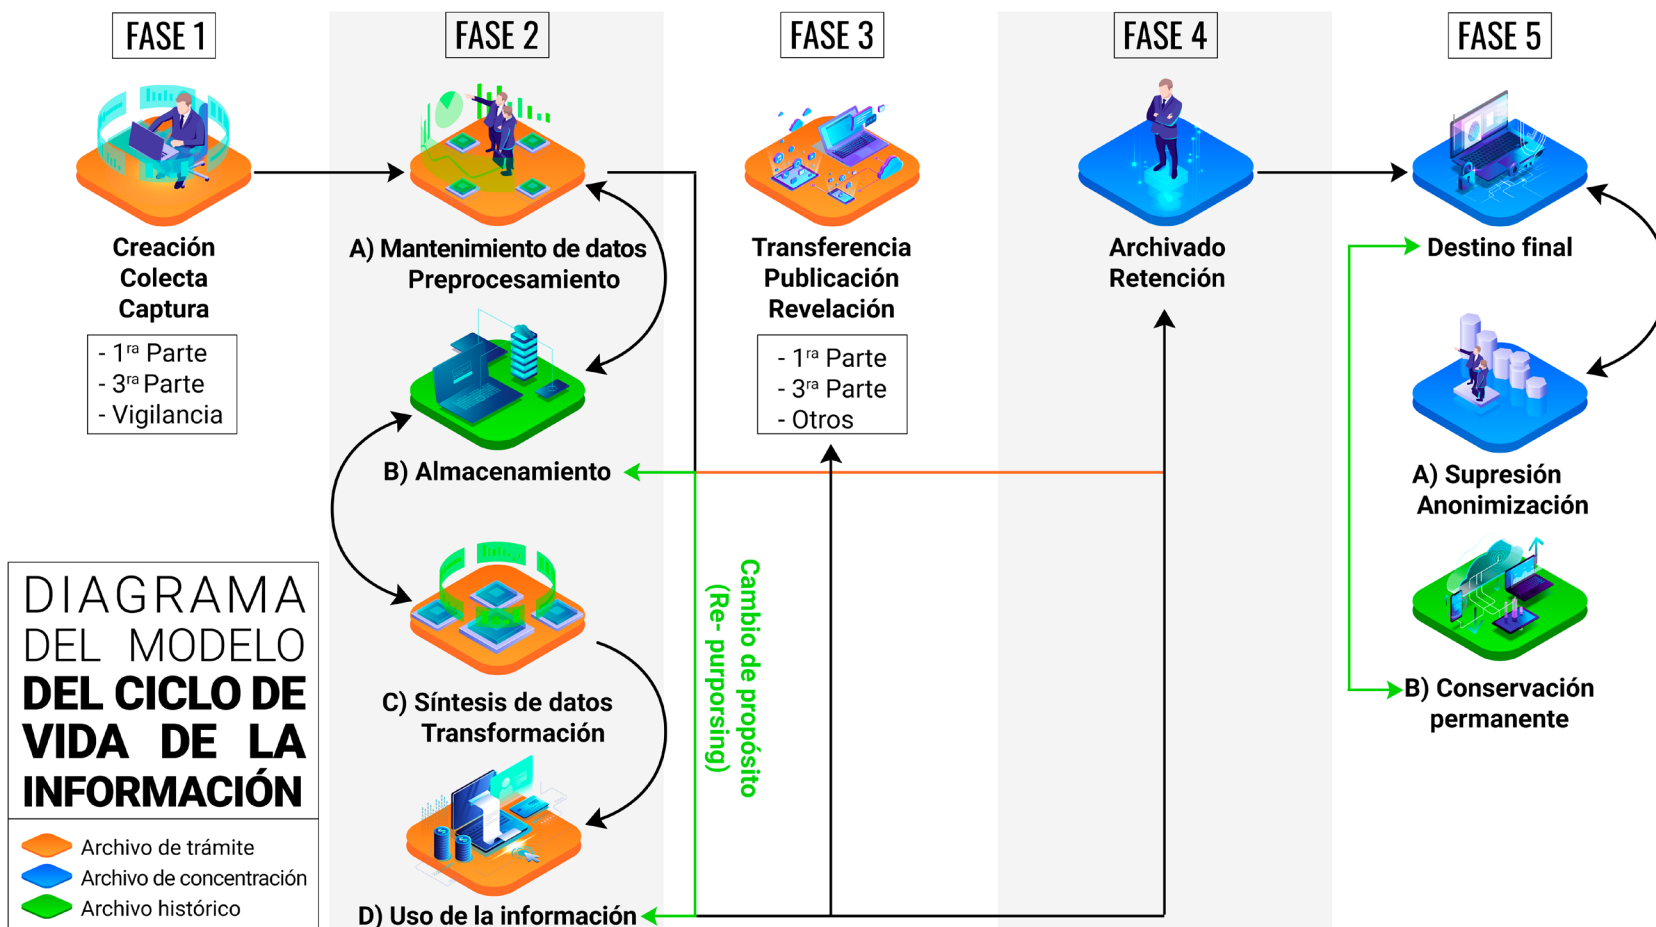 FASE 1
Creación
Colecta
Captura
- 1ra Parte
- 3ra Parte
- Vigilancia
FASE 2
A) Mantenimiento de datos
Preprocesamiento
B) Almacenamiento
C) Síntesis de datos
Transformación
D) Uso de la información
Cambio de propósito
(Re- purporsing)
FASE 3
Transferencia
Publicación
Revelación
- 1ra Parte
- 3ra Parte
- Otros
FASE 4
Archivado
Retención
FASE 5
Destino final
A) Supresión
Anonimización
B) Conservación
permanente
DIAGRAMA
DEL MODELO
DEL CICLO DE
VIDA DE LA
INFORMACIÓN
Archivo de trámite
Archivo de concentración
Archivo histórico